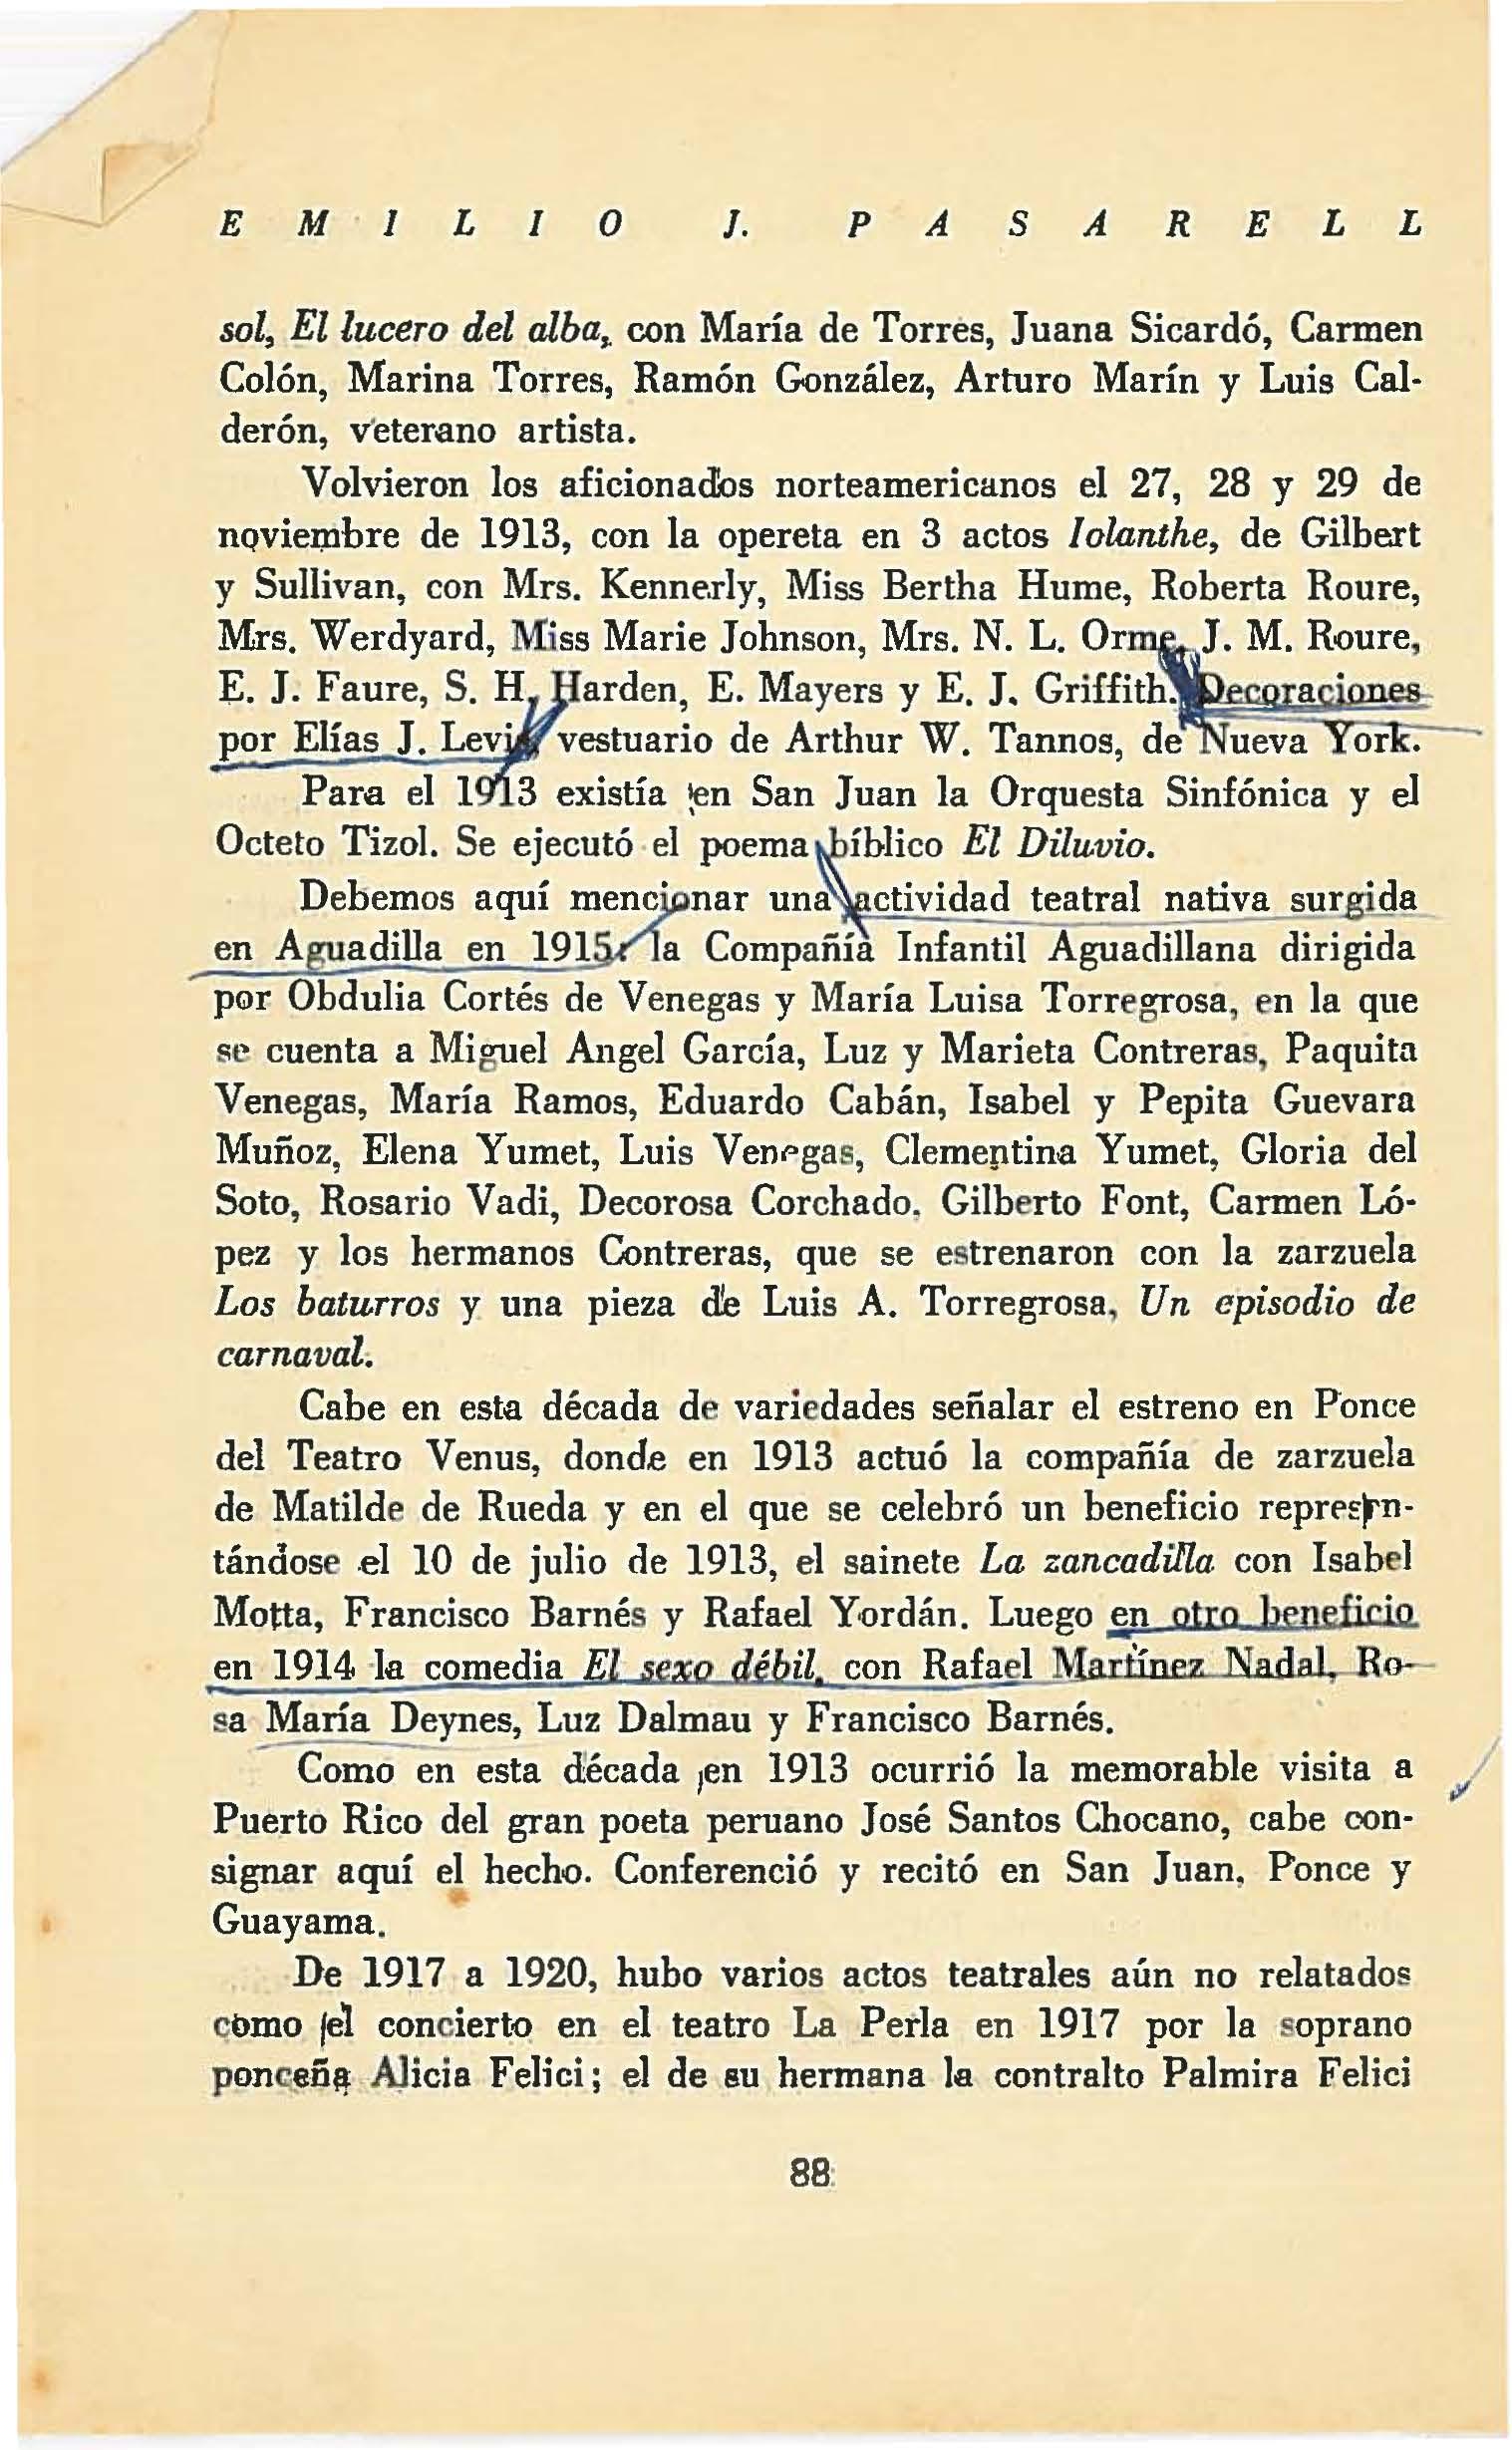 EMILIO J. PASARELL
sol, El lucero del alba, con María de Torres, Juana Sicardó, Carmen
Colón, Marina Torres, Ramón González, Arturo Marín y Luis Cal-
derón, veterano artista.
Volvieron los aficionados norteamericanos el 27, 28 y 29 de
noviembre de 1913, con la opereta en 3 actos Iolanthe, de Gilbert
y Sullivan, con Mrs. Kennerly, Miss Bertha Hume, Roberta Roure,
Mrs. Werdyard, Miss Marie Johnson, Mrs. N. L. Orme, J. M. Roure,
E. J. Faure, S. H. Harden, E. Mayers y E. J. Griffith. Decoraciones
por Elías J. Levis, vestuario de Arthur W. Tannos, de Nueva York.
Para el 1913 existía en San Juan la Orquesta Sinfónica y el
Octeto Tizol. Se ejecutó el poema bíblico El Diluvio.
Debemos aquí mencionar una actividad teatral nativa surgida
en Aguadilla en 1915: la Compañía Infantil Aguadillana dirigida
por Obdulia Cortés de Venegas y María Luisa Torregrosa, en la que
se cuenta a Miguel Angel García, Luz y Marieta Contreras, Paquita
Venegas, María Ramos, Eduardo Cabán, Isabel y Pepita Guevara
Muñoz, Elena Yumet, Luis Venegas, Clementina Yumet, Gloria del
Soto, Rosario Vadi, Decorosa Corchado, Gilberto Font, Carmen Ló-
pez y los hermanos Contreras, que se estrenaron con la zarzuela
Los baturros y una pieza de Luis A. Torregrosa, Un episodio de
carnaval.
Cabe en esta década de variedades señalar el estreno en Ponce
del Teatro Venus, donde en 1913 actuó la compañía de zarzuela
de Matilde de Rueda y en el que se celebró un beneficio represen-
tándose el 10 de julio de 1913, el sainete La zancadilla con Isabel
Motta, Francisco Barnés y Rafael Yordán. Luego en otro beneficio
en 1914 la comedia El sexo débil, con Rafael Martínez Nadal, Ro-
sa María Deynes, Luz Dalmau y Francisco Barnés.
Como en esta década en 1913 ocurrió la memorable visita a
Puerto Rico del gran poeta peruano José Santos Chocano, cabe con-
signar aquí el hecho. Conferenció y recitó en San Juan, Ponce y
Guayama.
De 1917 a 1920, hubo varios actos teatrales aún no relatados
como el concierto en el teatro La Perla en 1917 por la soprano
ponceña Alicia Felici; el de su hermana la contralto Palmira Felici
88